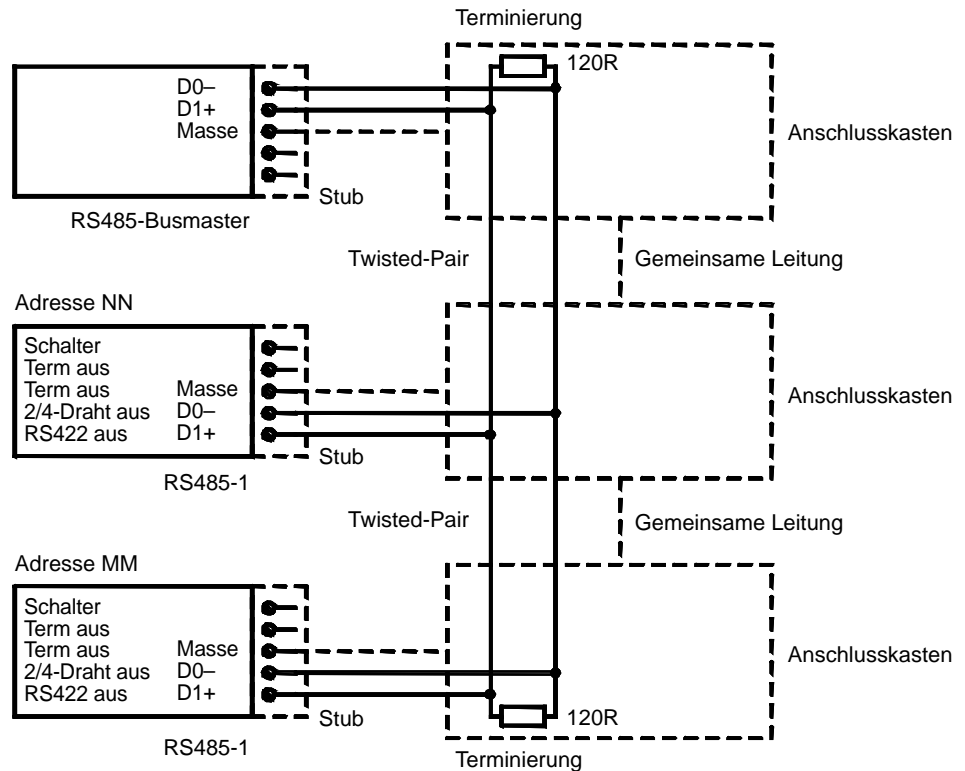 Terminierung
120R
D0–
D1+
Masse
Anschlusskasten
Stub
RS485-Busmaster
Twisted-Pair
Gemeinsame Leitung
Adresse NN
Schalter
Term aus
Term aus Masse
2/4-Draht aus D0–
RS422 aus D1+
Anschlusskasten
Stub
RS485-1
Twisted-Pair
Gemeinsame Leitung
Adresse MM
Schalter
Term aus
Term aus Masse
2/4-Draht aus D0–
RS422 aus D1+
Anschlusskasten
Stub
120R
RS485-1
Terminierung